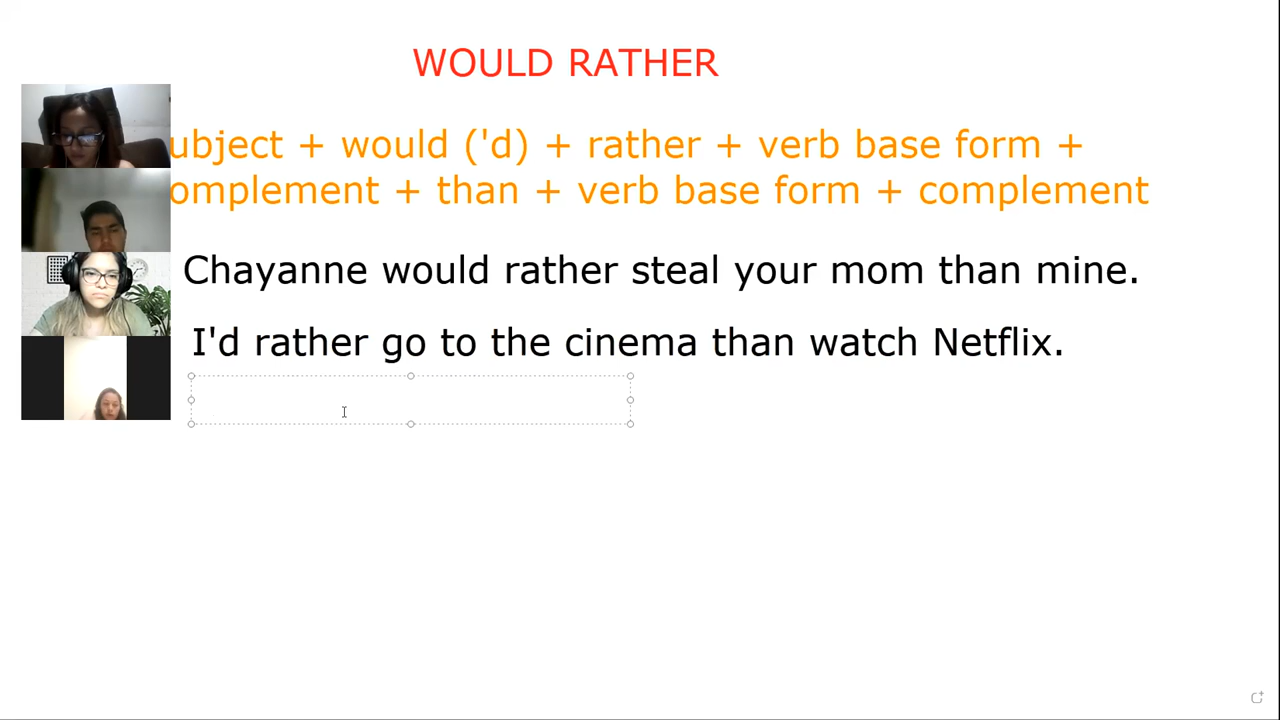 WOULD RATHER
ubject + would ('d) + rather + verb base form +
omplement + than + verb base form + complement
Chayanne would rather steal your mom than mine.
I'd rather go to the cinema than watch Netflix.